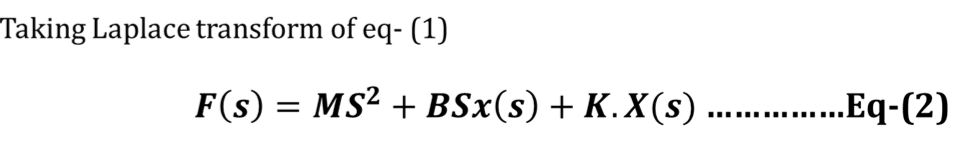 Taking Laplace transform of eq- (1)
F(s) = MS² + BSx(s) + K.X(s) ...............Eq-(2)